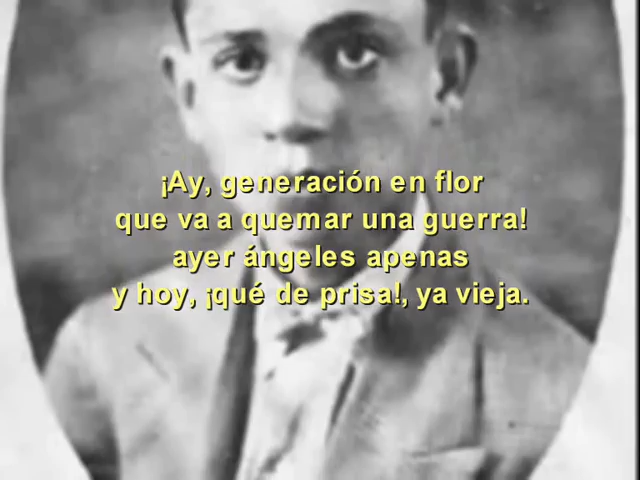 ¡Ay, generación en flor
que va a quemar una guerra!
ayer ángeles apenas
y hoy, ¡qué de prisa!, ya vieja.